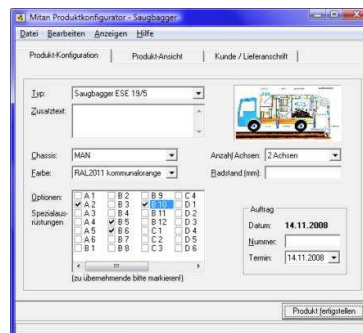 Mitan Produktkonfigurator - Saugbagger
Datei Bearbeiten Anzeigen Hilfe
Produkt-Konfiguration Produkt-Ansicht Kunde / Lieferanschrift
Typ: Saugbagger ESE 19/5
Zusatztext:
Chassis: MAN Anzahl Achsen: 2 Achsen
Farbe: RAL2011 kommunalorange Radstand (mm):
Optionen: A 1 B 2 B 9 C 4
Spezialaus- A 2 B 3 B 10 D 1
rüstungen A 3 B 4 B 11 D 2
A 4 B 5 B 12 D 3
A 5 B 6 C 1 D 4
A 6 B 7 C 2 D 5
B 1 B 8 C 3 D 6
(zu übernehmende bitte markieren!)
Auftrag
Datum: 14.11.2008
Nummer:
Termin: 14.11.2008
Produkt fertigstellen